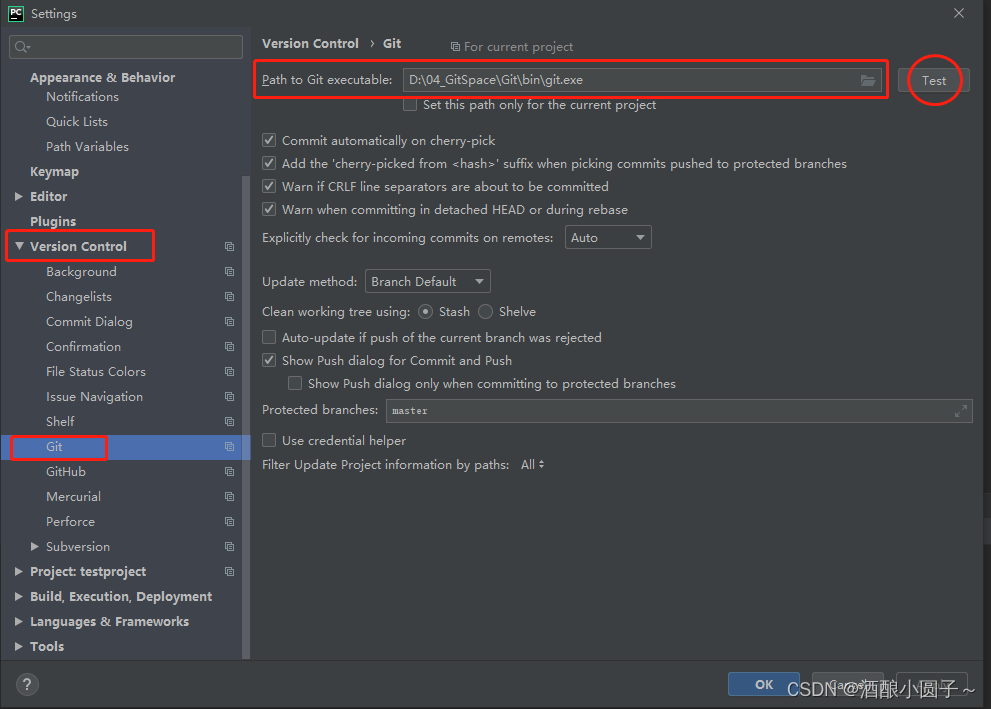 PC Settings
Appearance & Behavior
Notifications
Quick Lists
Path Variables
Keymap
Editor
Plugins
Version Control
Background
Changelists
Commit Dialog
Confirmation
File Status Colors
Issue Navigation
Shelf
Git
GitHub
Mercurial
Perforce
Subversion
Project: testproject
Build, Execution, Deployment
Languages & Frameworks
Tools
Version Control › Git For current project
Path to Git executable: D:\04_GitSpace\Git\bin\git.exe Test
Set this path only for the current project
Commit automatically on cherry-pick
Add the 'cherry-picked from <hash>' suffix when picking commits pushed to protected branches
Warn if CRLF line separators are about to be committed
Warn when committing in detached HEAD or during rebase
Explicitly check for incoming commits on remotes: Auto
Update method: Branch Default
Clean working tree using: Stash Shelve
Auto-update if push of the current branch was rejected
Show Push dialog for Commit and Push
Show Push dialog only when committing to protected branches
Protected branches: master
Use credential helper
Filter Update Project information by paths: All
? OK Cancel
CSDN @酒酿小圆子~